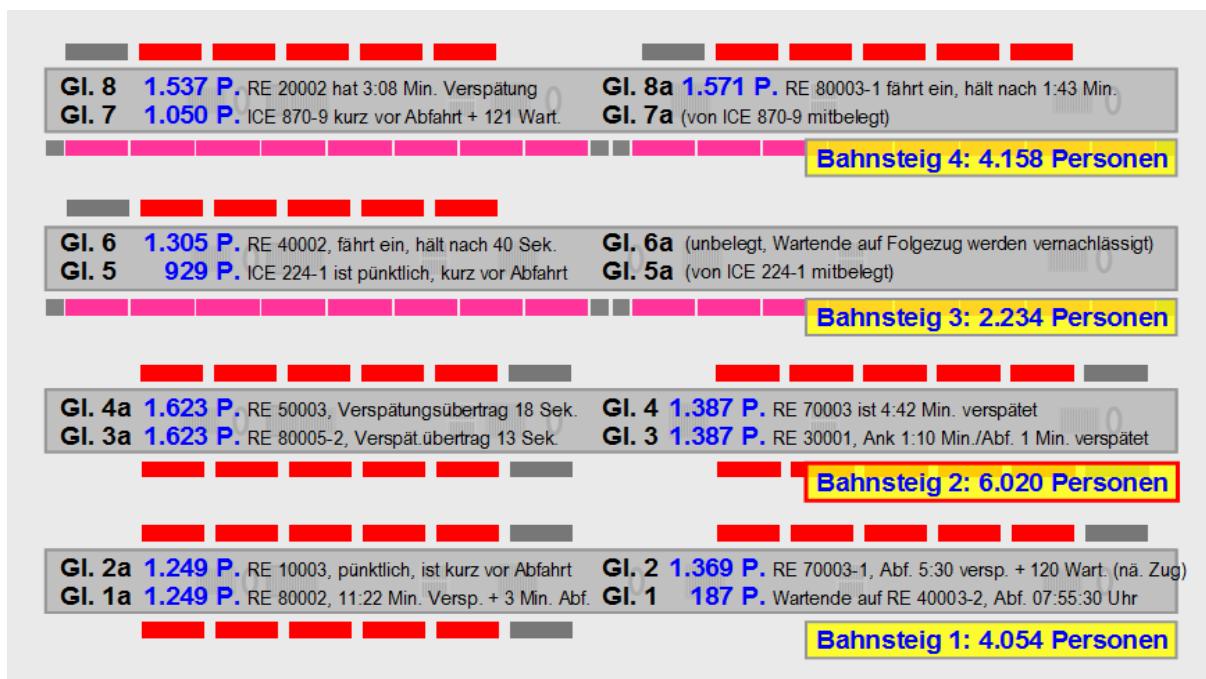 Gl. 8 1.537 P. RE 20002 hat 3:08 Min. Verspätung Gl. 8a 1.571 P. RE 80003-1 fährt ein, hält nach 1:43 Min.
Gl. 7 1.050 P. ICE 870-9 kurz vor Abfahrt + 121 Wart. Gl. 7a (von ICE 870-9 mitbelegt)
Bahnsteig 4: 4.158 Personen
Gl. 6 1.305 P. RE 40002, fährt ein, hält nach 40 Sek. Gl. 6a (unbelegt, Wartende auf Folgezug werden vernachlässigt)
Gl. 5 929 P. ICE 224-1 ist pünktlich, kurz vor Abfahrt Gl. 5a (von ICE 224-1 mitbelegt)
Bahnsteig 3: 2.234 Personen
Gl. 4a 1.623 P. RE 50003, Verspätungsübertrag 18 Sek. Gl. 4 1.387 P. RE 70003 ist 4:42 Min. verspätet
Gl. 3a 1.623 P. RE 80005-2, Verspät.übertrag 13 Sek. Gl. 3 1.387 P. RE 30001, Ank 1:10 Min./Abf. 1 Min. verspätet
Bahnsteig 2: 6.020 Personen
Gl. 2a 1.249 P. RE 10003, pünktlich, ist kurz vor Abfahrt Gl. 2 1.369 P. RE 70003-1, Abf. 5:30 versp. + 120 Wart (nä. Zug)
Gl. 1a 1.249 P. RE 80002, 11:22 Min. Versp. + 3 Min. Abf. Gl. 1 187 P. Wartende auf RE 40003-2, Abf. 07:55:30 Uhr
Bahnsteig 1: 4.054 Personen